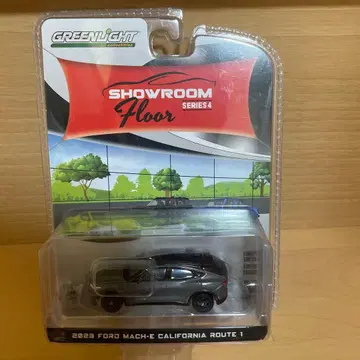 GREENLIGHT
SHOWROOM
Floor
SERIES 4
2023 FORD MACH-E CALIFORNIA ROUTE 1